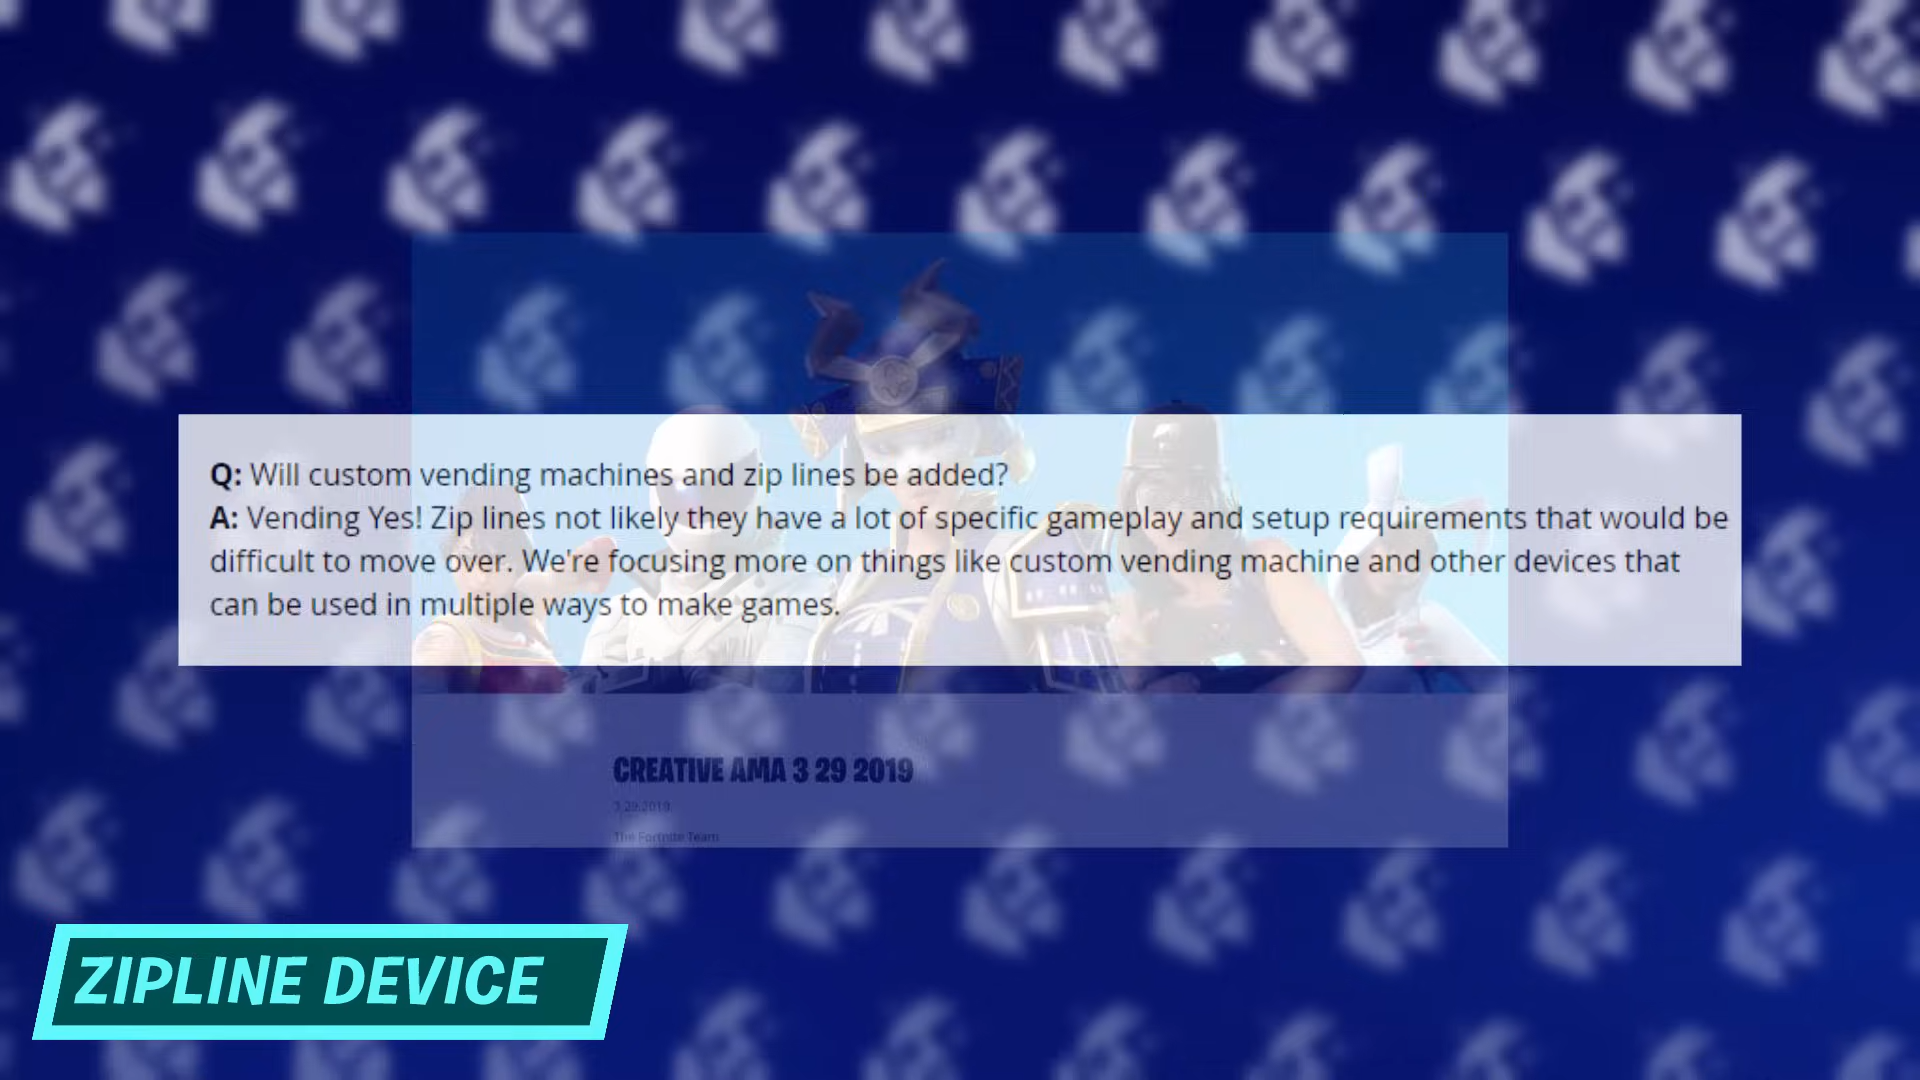 Q: Will custom vending machines and zip lines be added?
A: Vending Yes! Zip lines not likely they have a lot of specific gameplay and setup requirements that would be
difficult to move over. We're focusing more on things like custom vending machine and other devices that
can be used in multiple ways to make games.
CREATIVE AMA 3 29 2019
3.29.2019
The Fortnite Team
ZIPLINE DEVICE